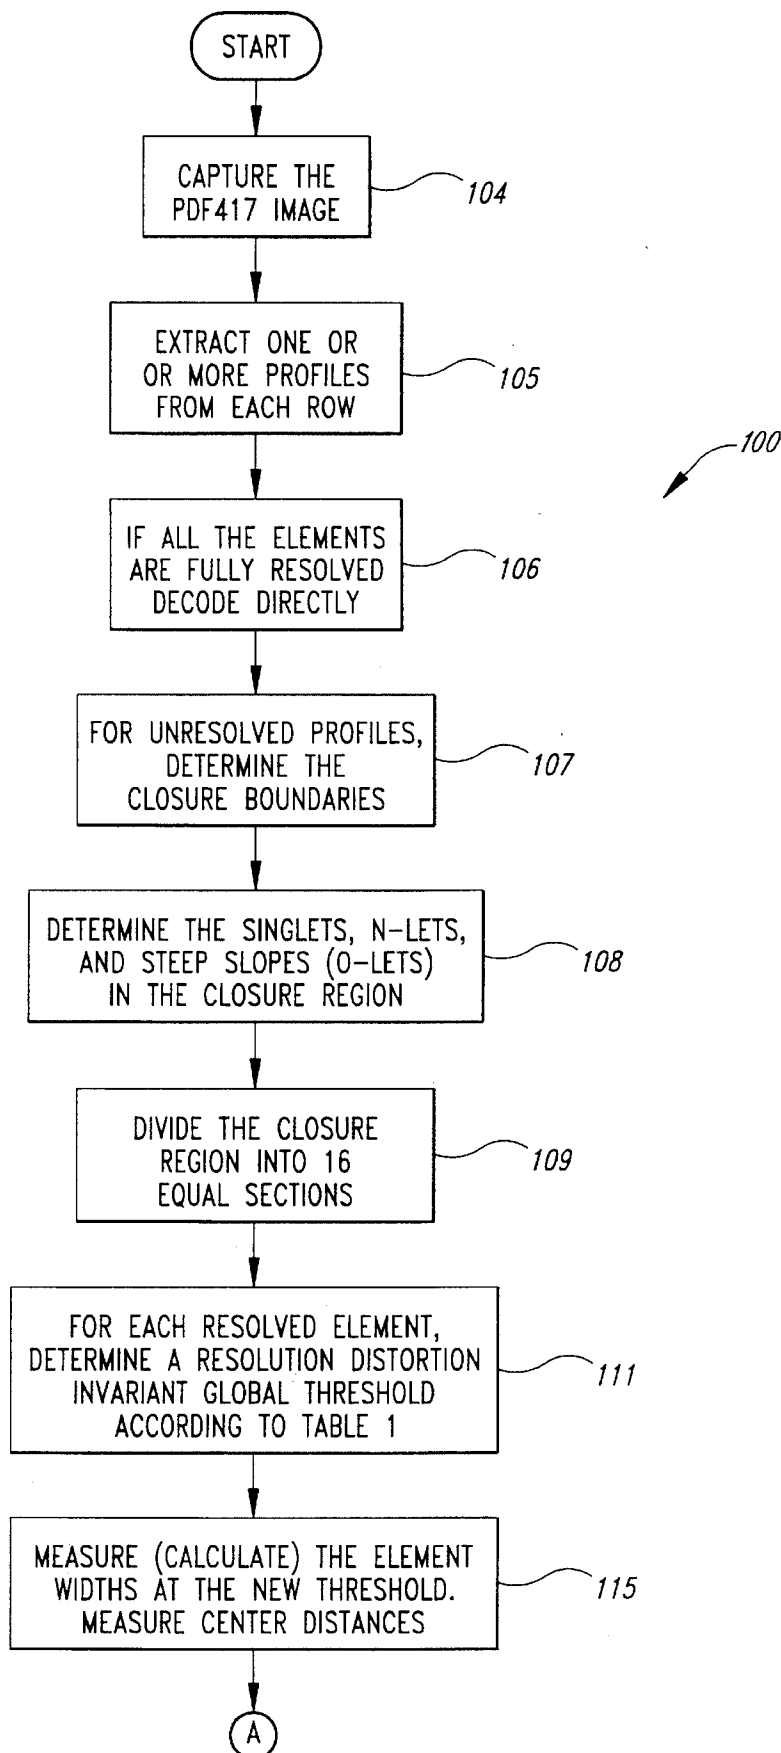 START
CAPTURE THE
PDF417 IMAGE
104
EXTRACT ONE OR
OR MORE PROFILES
FROM EACH ROW
105
100
IF ALL THE ELEMENTS
ARE FULLY RESOLVED
DECODE DIRECTLY
106
FOR UNRESOLVED PROFILES,
DETERMINE THE
CLOSURE BOUNDARIES
107
DETERMINE THE SINGLETS, N-LETS,
AND STEEP SLOPES (0-LETS)
IN THE CLOSURE REGION
108
DIVIDE THE CLOSURE
REGION INTO 16
EQUAL SECTIONS
109
FOR EACH RESOLVED ELEMENT,
DETERMINE A RESOLUTION DISTORTION
INVARIANT GLOBAL THRESHOLD
ACCORDING TO TABLE 1
111
MEASURE (CALCULATE) THE ELEMENT
WIDTHS AT THE NEW THRESHOLD.
MEASURE CENTER DISTANCES
115
A